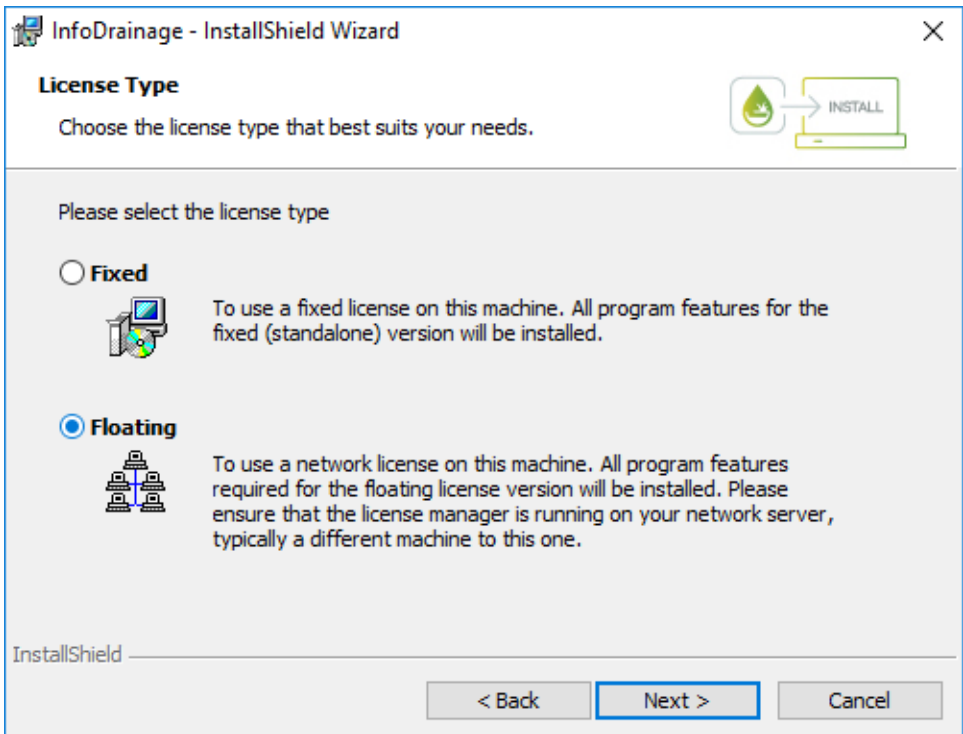 InfoDrainage - InstallShield Wizard
License Type
Choose the license type that best suits your needs.
INSTALL
Please select the license type
Fixed
To use a fixed license on this machine. All program features for the
fixed (standalone) version will be installed.
Floating
To use a network license on this machine. All program features
required for the floating license version will be installed. Please
ensure that the license manager is running on your network server,
typically a different machine to this one.
InstallShield
< Back
Next >
Cancel